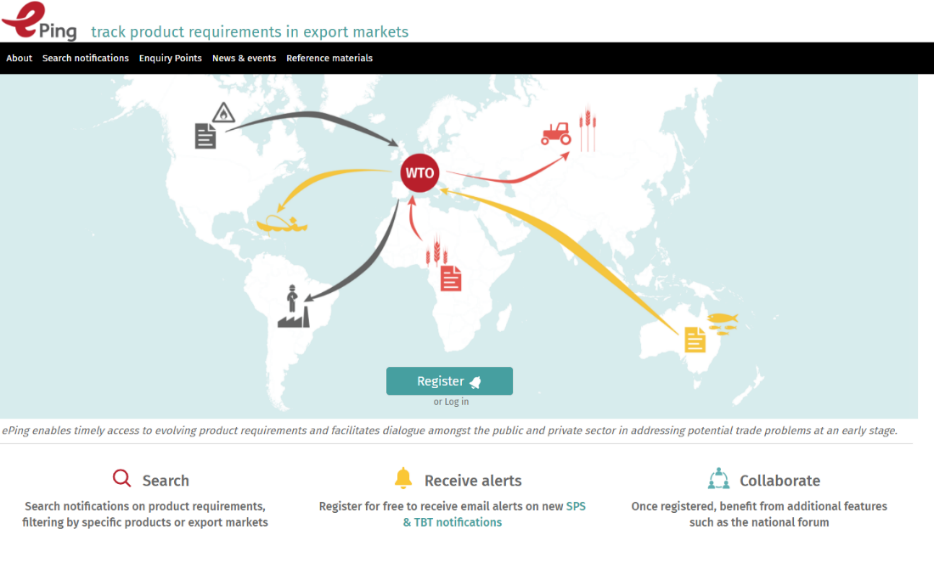 ePing track product requirements in export markets
About Search notifications Enquiry Points News & events Reference materials
WTO
Register
or Log in
ePing enables timely access to evolving product requirements and facilitates dialogue amongst the public and private sector in addressing potential trade problems at an early stage.
Search
Search notifications on product requirements,
filtering by specific products or export markets
Receive alerts
Register for free to receive email alerts on new SPS
& TBT notifications
Collaborate
Once registered, benefit from additional features
such as the national forum